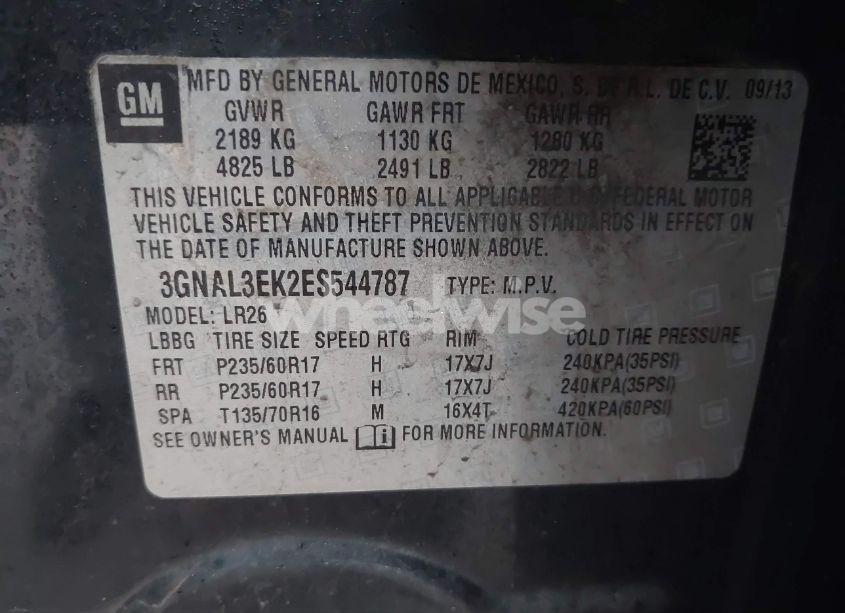 GM
MFD BY GENERAL MOTORS DE MEXICO, S. DE R.L. DE C.V. 09/13
GVWR GAWR FRT GAWR RR
2189 KG 1130 KG 1280 KG
4825 LB 2491 LB 2822 LB
THIS VEHICLE CONFORMS TO ALL APPLICABLE U.S. FEDERAL MOTOR
VEHICLE SAFETY AND THEFT PREVENTION STANDARDS IN EFFECT ON
THE DATE OF MANUFACTURE SHOWN ABOVE.
3GNAL3EK2ES544787 TYPE: M.P.V.
wheelwise
MODEL: LR26
LBBG TIRE SIZE SPEED RTG RIM COLD TIRE PRESSURE
FRT P235/60R17 H 17X7J 240KPA(35PSI)
RR P235/60R17 H 17X7J 240KPA(35PSI)
SPA T135/70R16 M 16X4T 420KPA(60PSI)
SEE OWNER'S MANUAL i FOR MORE INFORMATION.